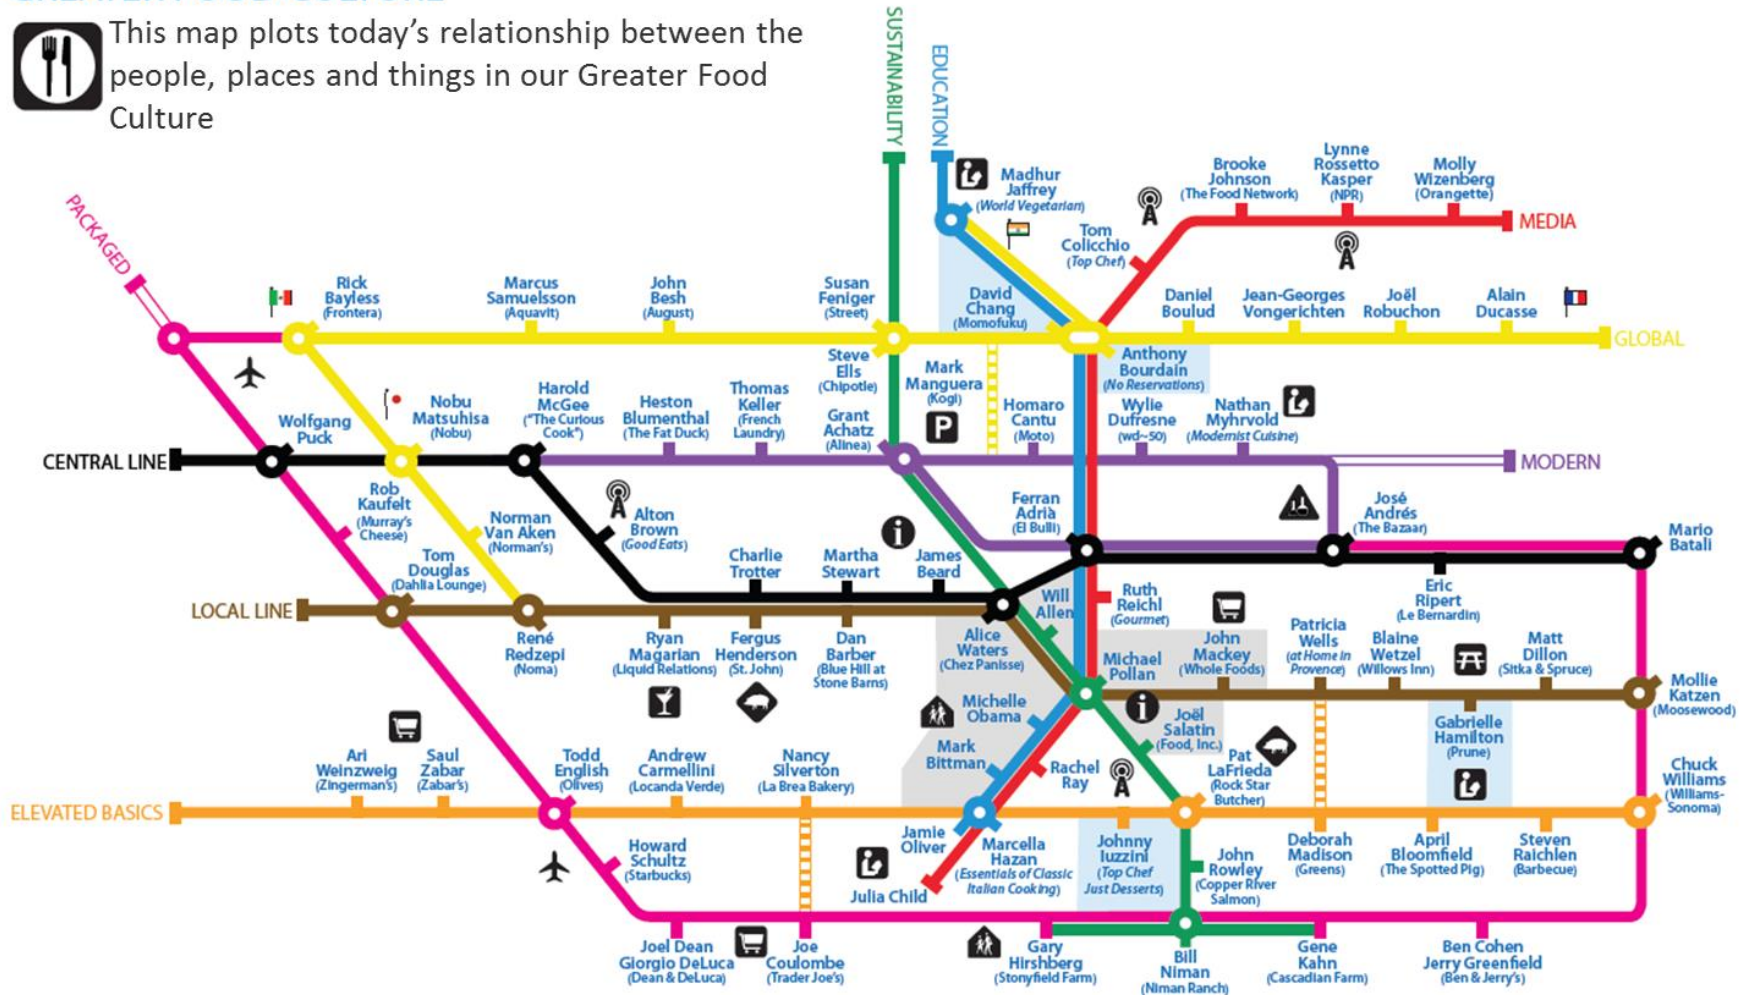 This map plots today's relationship between the
people, places and things in our Greater Food
Culture
SUSTAINABILITY
EDUCATION
PACKAGED
Madhur
Jaffrey
(World Vegetarian)
Tom
Colicchio
(Top Chef)
Brooke
Johnson
(The Food Network)
Lynne
Rossetto
Kasper
(NPR)
Molly
Wizenberg
(Orangette)
MEDIA
Rick
Bayless
(Frontera)
Marcus
Samuelsson
(Aquavit)
John
Besh
(August)
Susan
Feniger
(Street)
David
Chang
(Momofuku)
Daniel
Boulud
Jean-Georges
Vongerichten
Joël
Robuchon
Alain
Ducasse
GLOBAL
Steve
Ells
(Chipotle)
Anthony
Bourdain
(No Reservations)
Wolfgang
Puck
Nobu
Matsuhisa
(Nobu)
Harold
McGee
("The Curious
Cook")
Heston
Blumenthal
(The Fat Duck)
Thomas
Keller
(French
Laundry)
Grant
Achatz
(Alinea)
Mark
Manguera
(Kogi)
P
Homaro
Cantu
(Moto)
Wylie
Dufresne
(wd~50)
Nathan
Myhrvold
(Modernist Cuisine)
CENTRAL LINE
MODERN
Rob
Kaufelt
(Murray's
Cheese)
Norman
Van Aken
(Norman's)
Alton
Brown
(Good Eats)
i
Ferran
Adrià
(El Bulli)
José
Andrés
(The Bazaar)
Mario
Batali
Tom
Douglas
(Dahlia Lounge)
Charlie
Trotter
Martha
Stewart
James
Beard
Will
Allen
Ruth
Reichl
(Gourmet)
Eric
Ripert
(Le Bernardin)
LOCAL LINE
René
Redzepi
(Noma)
Ryan
Magarian
(Liquid Relations)
Fergus
Henderson
(St. John)
Dan
Barber
(Blue Hill at
Stone Barns)
Alice
Waters
(Chez Panisse)
Michael
Pollan
John
Mackey
(Whole Foods)
Patricia
Wells
(at Home in
Provence)
Blaine
Wetzel
(Willows Inn)
Matt
Dillon
(Sitka & Spruce)
Mollie
Katzen
(Moosewood)
Michelle
Obama
i
Joël
Salatin
(Food, Inc.)
Gabrielle
Hamilton
(Prune)
Ari
Weinzweig
(Zingerman's)
Saul
Zabar
(Zabar's)
Todd
English
(Olives)
Andrew
Carmellini
(Locanda Verde)
Nancy
Silverton
(La Brea Bakery)
Mark
Bittman
Rachel
Ray
Pat
LaFrieda
(Rock Star
Butcher)
Chuck
Williams
(Williams-
Sonoma)
ELEVATED BASICS
Howard
Schultz
(Starbucks)
Jamie
Oliver
Julia Child
Marcella
Hazan
(Essentials of Classic
Italian Cooking)
Johnny
Iuzzini
(Top Chef
Just Desserts)
John
Rowley
(Copper River
Salmon)
Deborah
Madison
(Greens)
April
Bloomfield
(The Spotted Pig)
Steven
Raichlen
(Barbecue)
Joel Dean
Giorgio DeLuca
(Dean & DeLuca)
Joe
Coulombe
(Trader Joe's)
Gary
Hirshberg
(Stonyfield Farm)
Bill
Niman
(Niman Ranch)
Gene
Kahn
(Cascadian Farm)
Ben Cohen
Jerry Greenfield
(Ben & Jerry's)